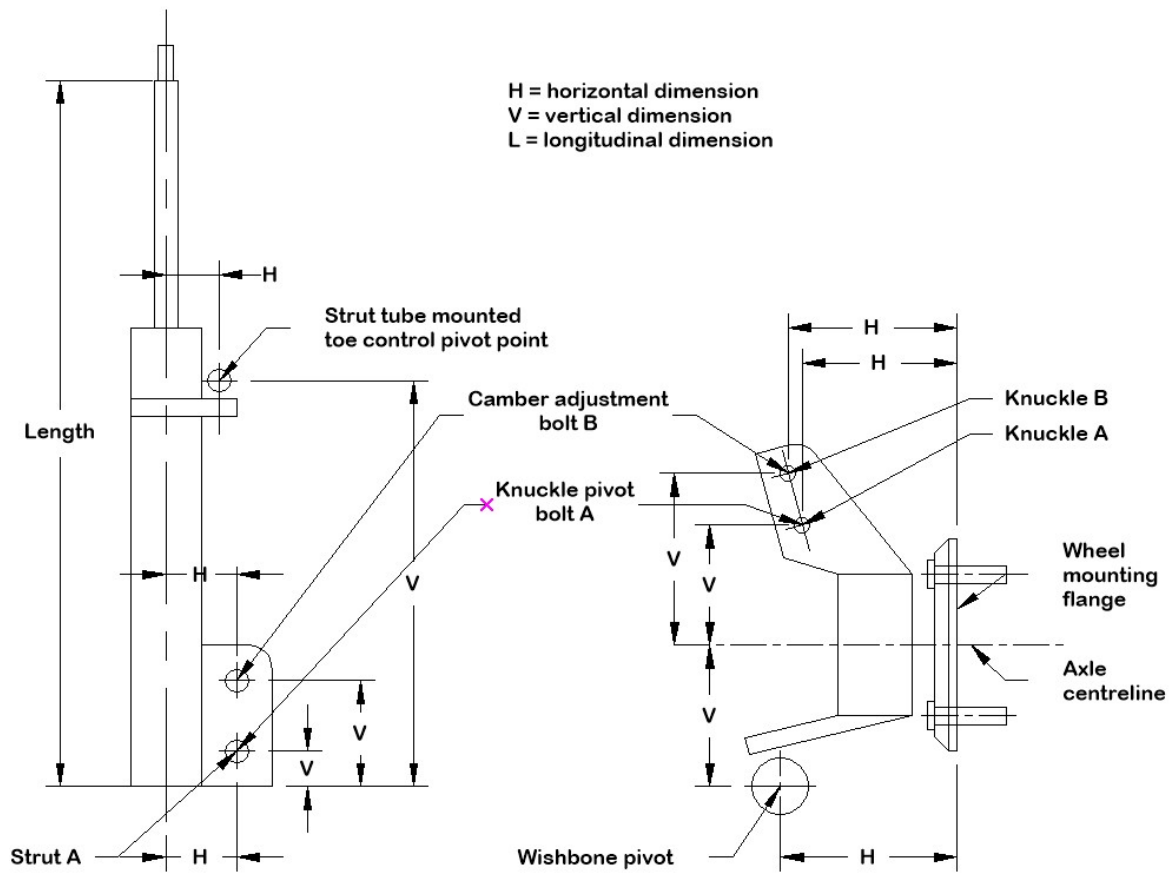 H = horizontal dimension
V = vertical dimension
L = longitudinal dimension
H
Strut tube mounted
toe control pivot point
H
H
Length
Camber adjustment
bolt B
Knuckle B
Knuckle A
Knuckle pivot
bolt A
V
V
V
Wheel
mounting
flange
H
V
V
V
Axle
centreline
Strut A
H
Wishbone pivot
H